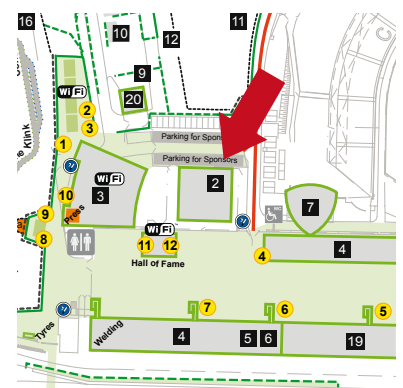 16
10
12
11
9
20
WiFi
2
3
1
Parking for Spons
Parking for Sponsors
Klink
10
3
WiFi
2
7
Press
9
8
WiFi
11
12
Hall of Fame
4
4
7
6
5
Tyres
Welding
4
5
6
19
C